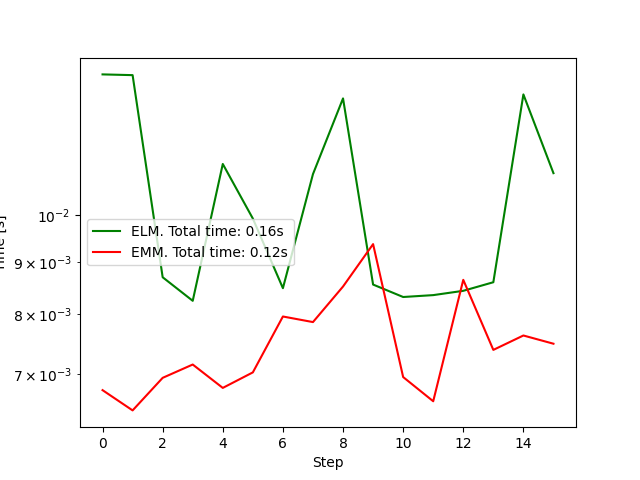 Time [s]
10⁻²
9 × 10⁻³
8 × 10⁻³
7 × 10⁻³
ELM. Total time: 0.16s
EMM. Total time: 0.12s
0 2 4 6 8 10 12 14
Step